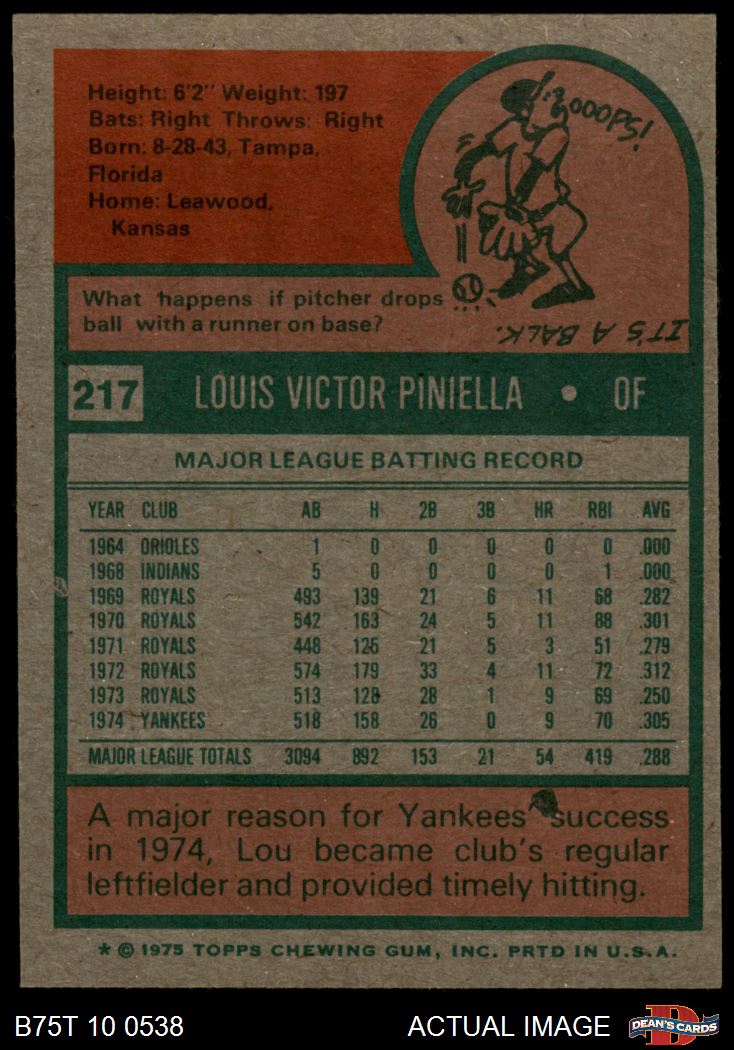 Height: 6'2" Weight: 197
Bats: Right Throws: Right
Born: 8-28-43, Tampa,
Florida
Home: Leawood,
Kansas
OOOPS!
What happens if pitcher drops
ball with a runner on base?
IT'S A BALK.
217 LOUIS VICTOR PINIELLA • OF
MAJOR LEAGUE BATTING RECORD
YEAR CLUB AB H 2B 3B HR RBI AVG
1964 ORIOLES 1 0 0 0 0 0 .000
1968 INDIANS 5 0 0 0 0 1 .000
1969 ROYALS 493 139 21 6 11 68 .282
1970 ROYALS 542 163 24 5 11 88 .301
1971 ROYALS 448 125 21 5 3 51 .279
1972 ROYALS 574 179 33 4 11 72 .312
1973 ROYALS 513 128 28 1 9 69 .250
1974 YANKEES 518 158 26 0 9 70 .305
MAJOR LEAGUE TOTALS 3094 892 153 21 54 419 .288
A major reason for Yankees' success
in 1974, Lou became club's regular
leftfielder and provided timely hitting.
* © 1975 TOPPS CHEWING GUM, INC. PRTD IN U.S.A.
B75T 10 0538 ACTUAL IMAGE DEAN'S CARDS